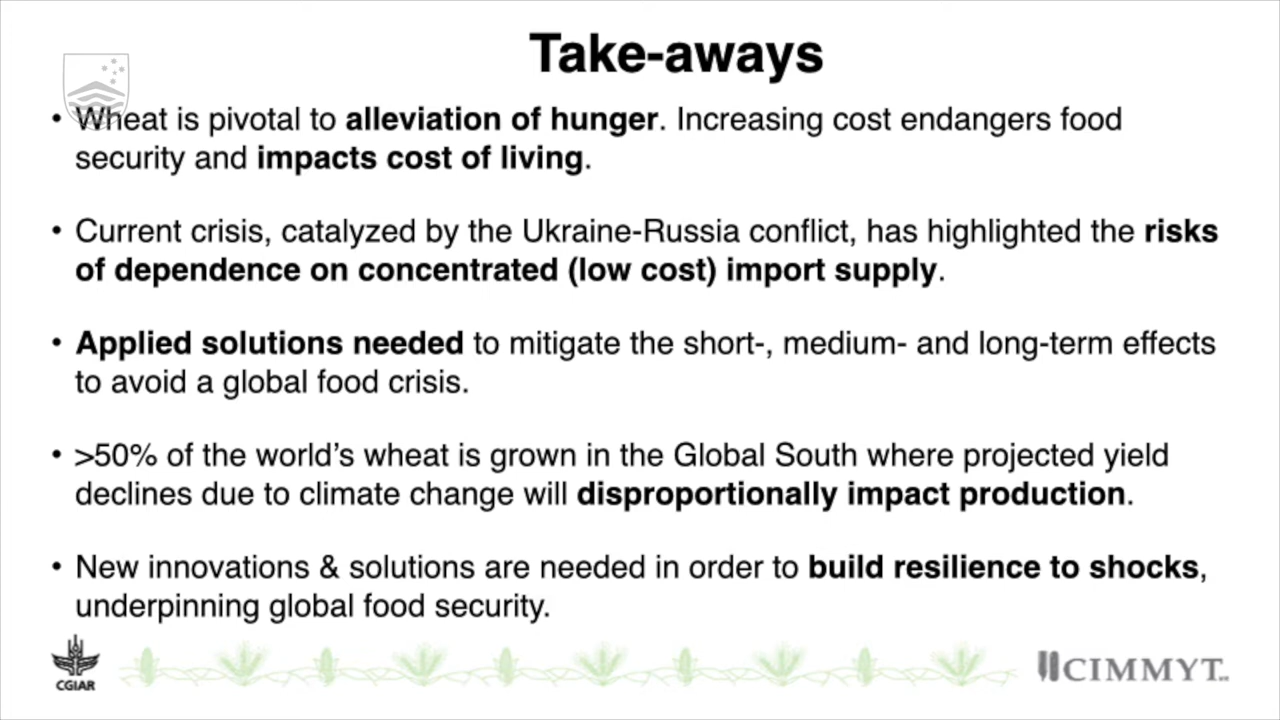 Take-aways
• Wheat is pivotal to alleviation of hunger. Increasing cost endangers food
security and impacts cost of living.
• Current crisis, catalyzed by the Ukraine-Russia conflict, has highlighted the risks
of dependence on concentrated (low cost) import supply.
• Applied solutions needed to mitigate the short-, medium- and long-term effects
to avoid a global food crisis.
• >50% of the world’s wheat is grown in the Global South where projected yield
declines due to climate change will disproportionally impact production.
• New innovations & solutions are needed in order to build resilience to shocks,
underpinning global food security.
CGIAR
CIMMYT